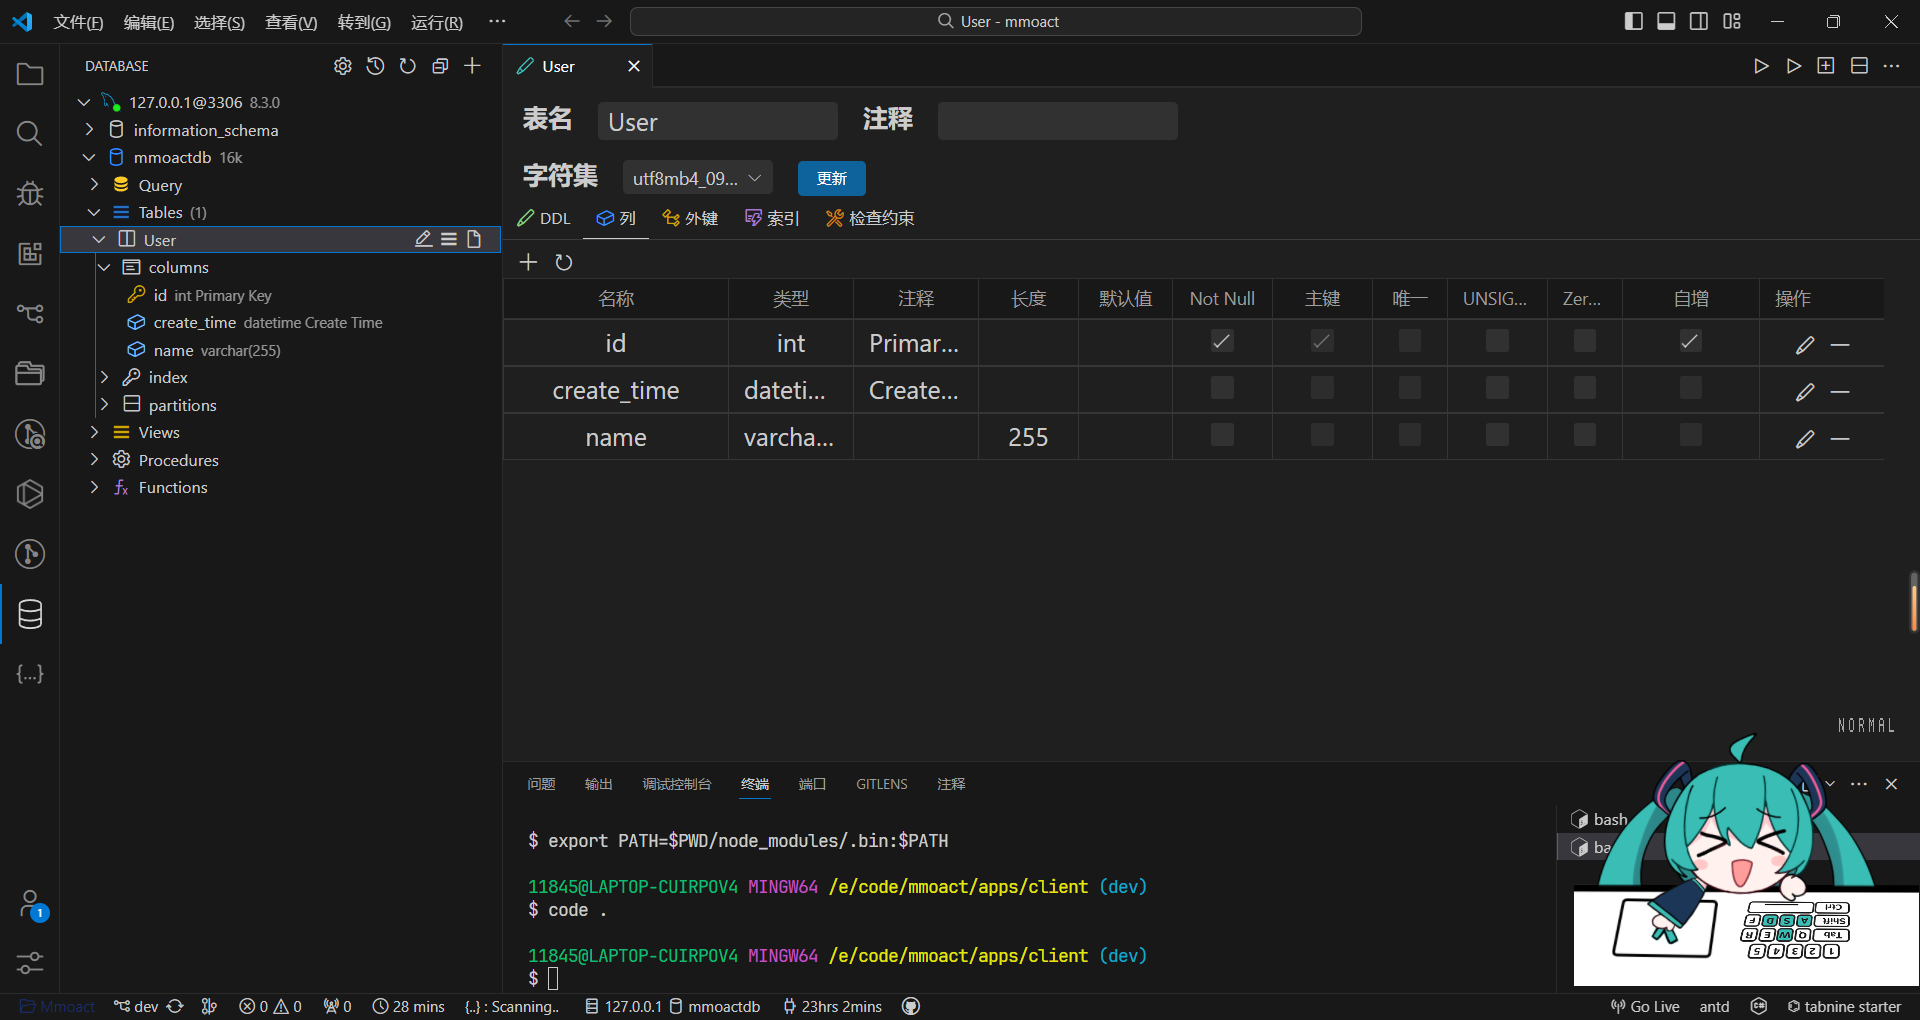 文件(F) 编辑(E) 选择(S) 查看(V) 转到(G) 运行(R) ··· User - mmoact
DATABASE
127.0.0.1@3306 8.3.0
information_schema
mmoactdb 16k
Query
Tables (1)
User
columns
id int Primary Key
create_time datetime Create Time
name varchar(255)
index
partitions
Views
Procedures
Functions
User
表名 User 注释
字符集 utf8mb4_09... 更新
DDL 列 外键 索引 检查约束
名称 类型 注释 长度 默认值 Not Null 主键 唯一 UNSIG... Zer... 自增 操作
id int Primar...
create_time dateti... Create...
name varcha... 255
NORMAL
问题 输出 调试控制台 终端 端口 GITLENS 注释
$ export PATH=$PWD/node_modules/.bin:$PATH
11845@LAPTOP-CUIRPOV4 MINGW64 /e/code/mmoact/apps/client (dev)
$ code .
11845@LAPTOP-CUIRPOV4 MINGW64 /e/code/mmoact/apps/client (dev)
$
bash
ba
Ctrl
Shift A S D F
Tab Q W E R
1 2 3 4 5
1
Mmoact dev 0 0 0 28 mins {..} : Scanning.. 127.0.0.1 mmoactdb 23hrs 2mins Go Live antd tabnine starter